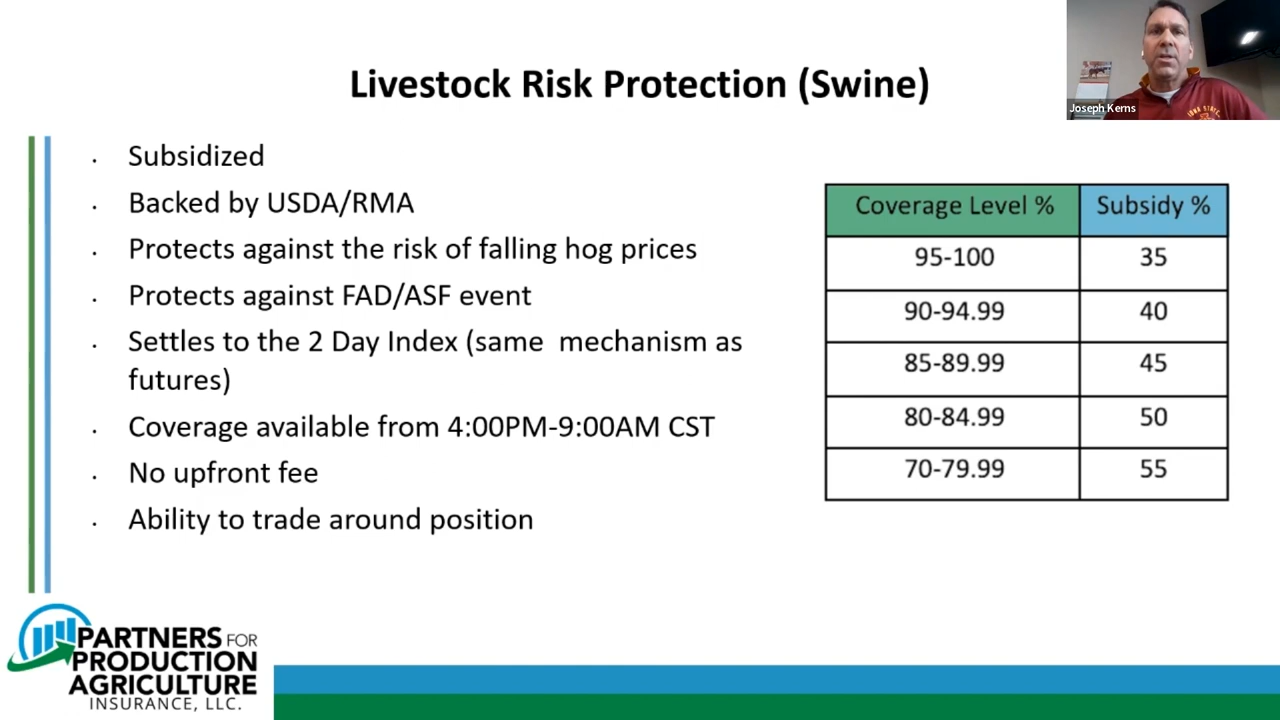 Livestock Risk Protection (Swine)
Joseph Kerns
IOWA STATE
· Subsidized
· Backed by USDA/RMA
· Protects against the risk of falling hog prices
· Protects against FAD/ASF event
· Settles to the 2 Day Index (same mechanism as
futures)
· Coverage available from 4:00PM-9:00AM CST
· No upfront fee
· Ability to trade around position
Coverage Level % Subsidy %
95-100 35
90-94.99 40
85-89.99 45
80-84.99 50
70-79.99 55
PARTNERS FOR
PRODUCTION
AGRICULTURE
INSURANCE, LLC.